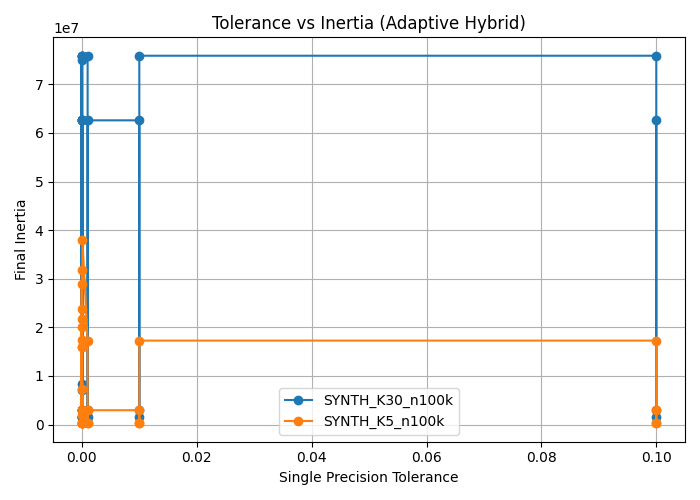 Tolerance vs Inertia (Adaptive Hybrid)
1e7
7
6
5
4
3
2
1
0
Final Inertia
0.00
0.02
0.04
0.06
0.08
0.10
Single Precision Tolerance
SYNTH_K30_n100k
SYNTH_K5_n100k